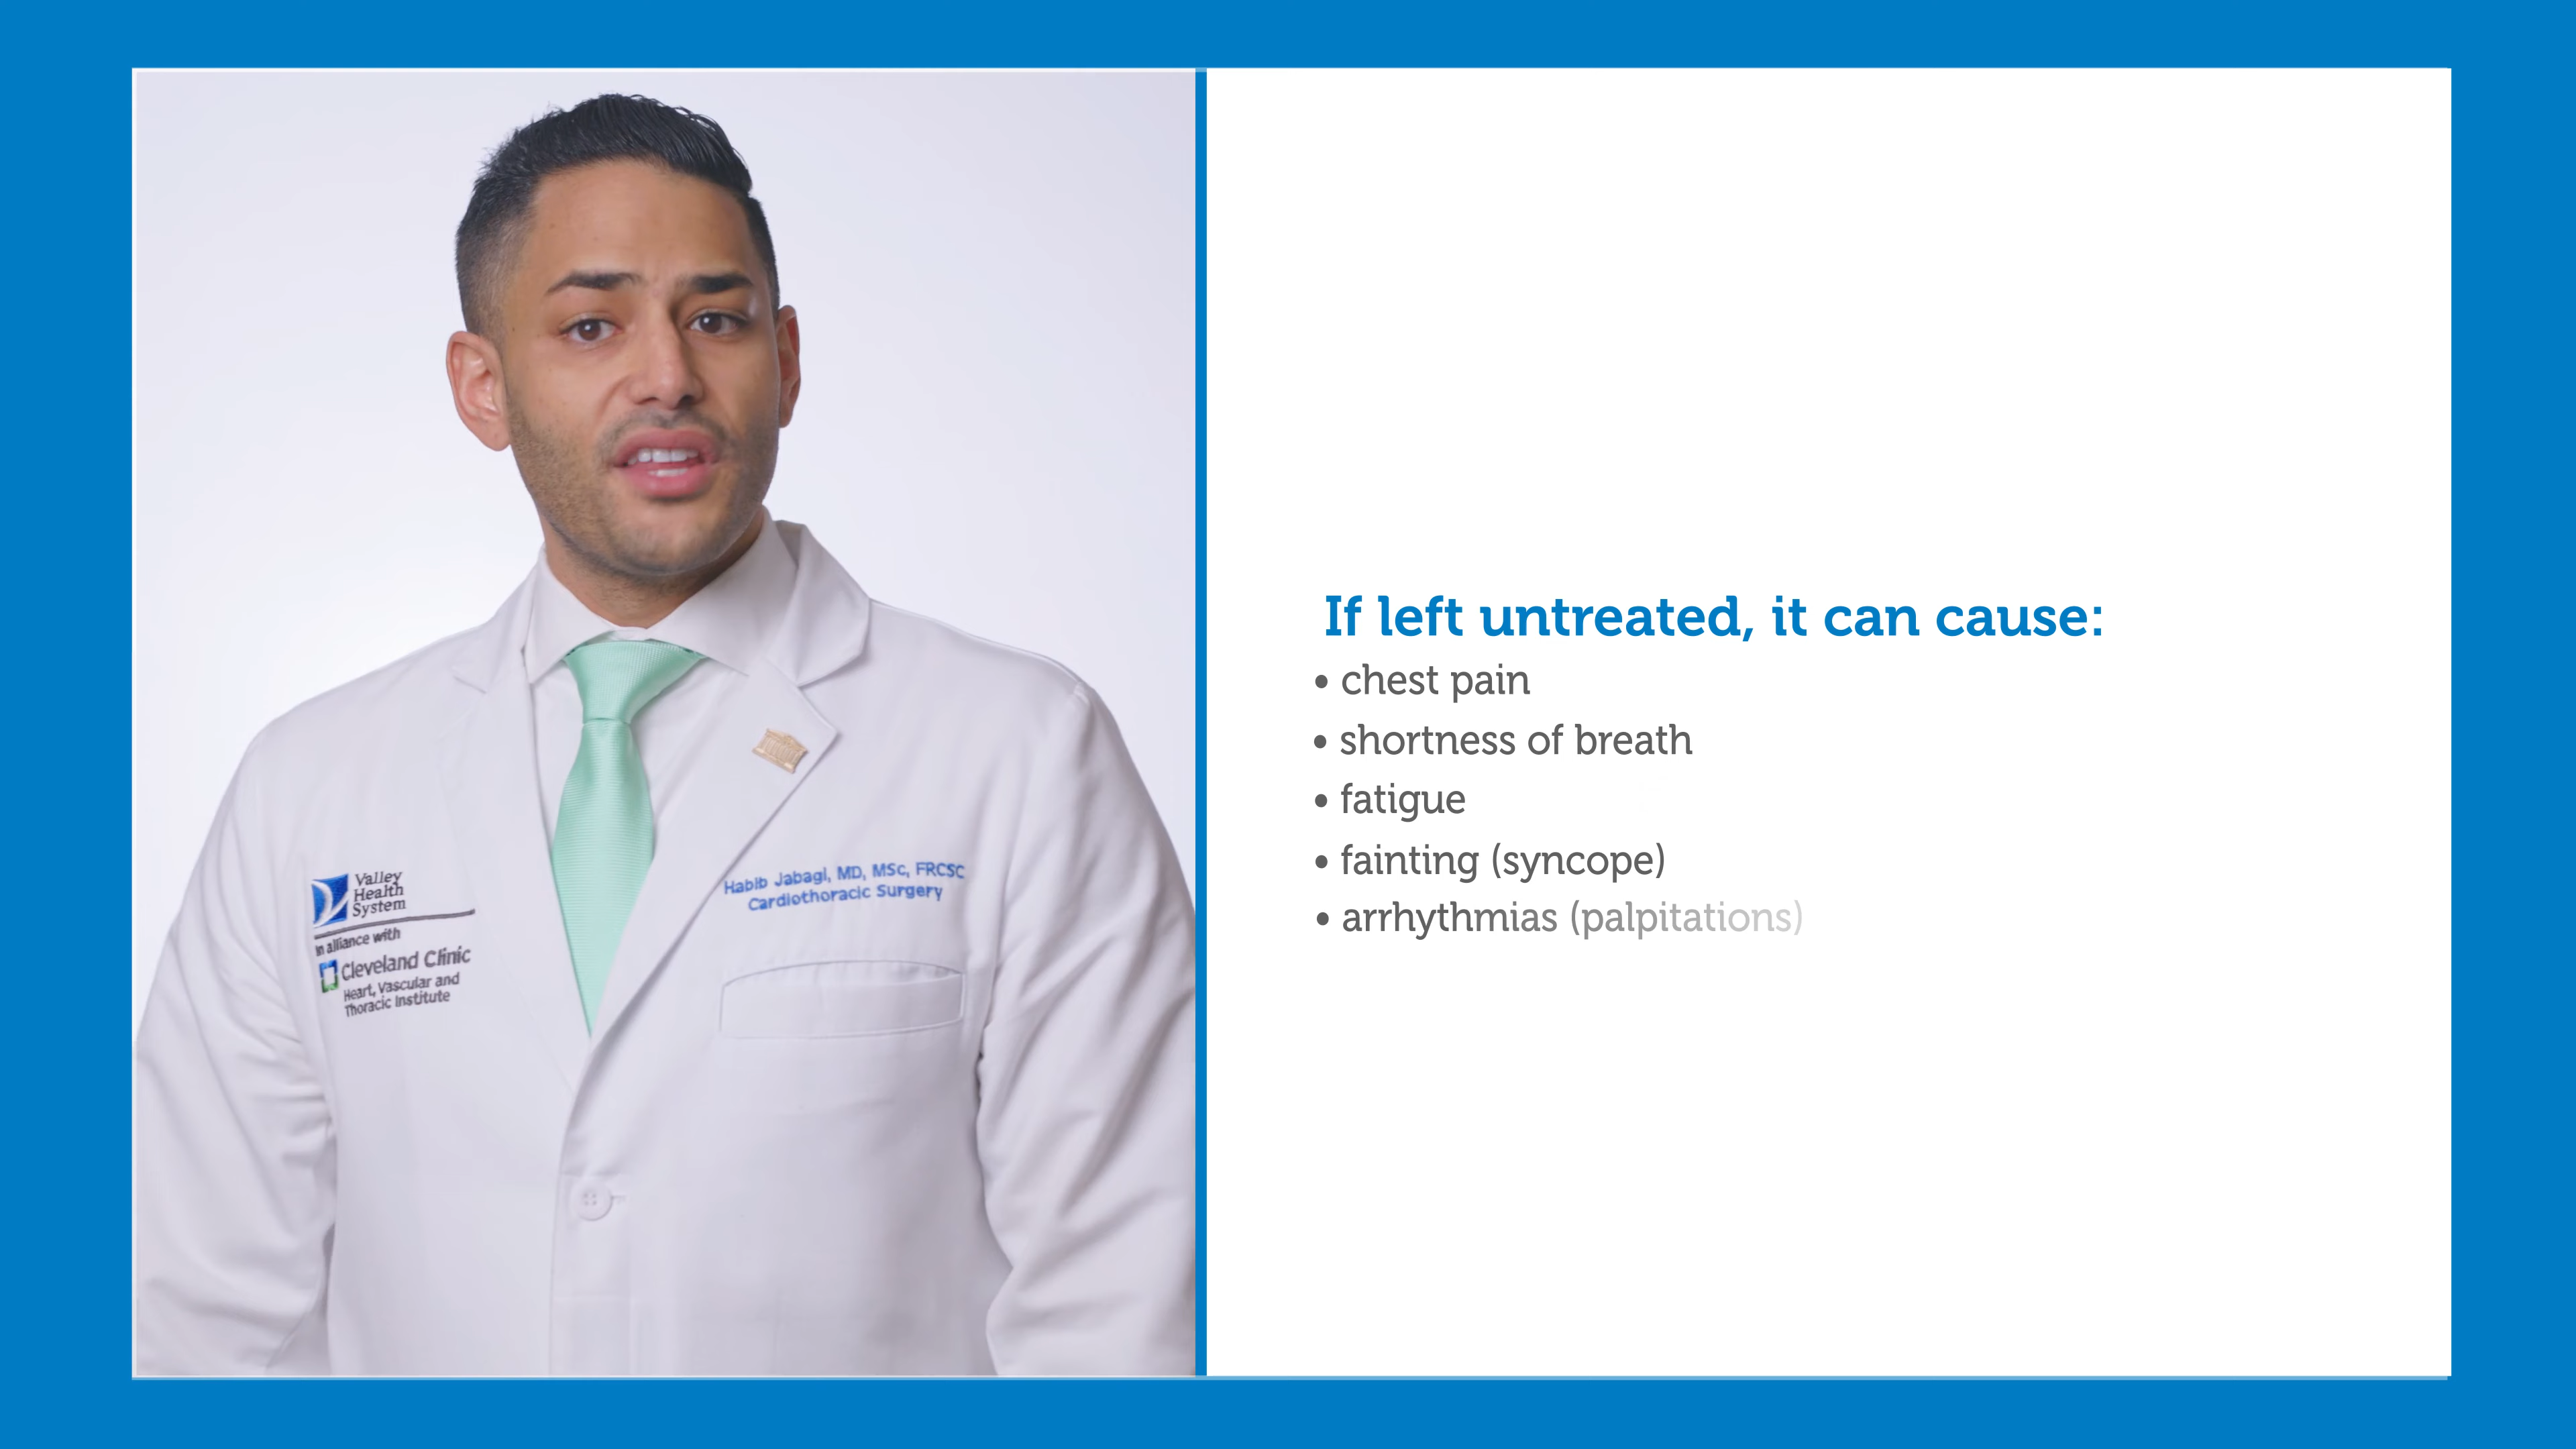 Valley
Health
System
In alliance with
Cleveland Clinic
Heart, Vascular and
Thoracic Institute
Habib Jabagi, MD, MSc, FRCSC
Cardiothoracic Surgery
If left untreated, it can cause:
• chest pain
• shortness of breath
• fatigue
• fainting (syncope)
• arrhythmias (palpitations)